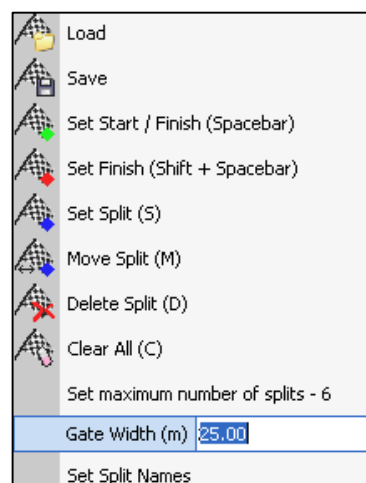 Load
Save
Set Start / Finish (Spacebar)
Set Finish (Shift + Spacebar)
Set Split (S)
Move Split (M)
Delete Split (D)
Clear All (C)
Set maximum number of splits - 6
Gate Width (m) 25.00
Set Split Names